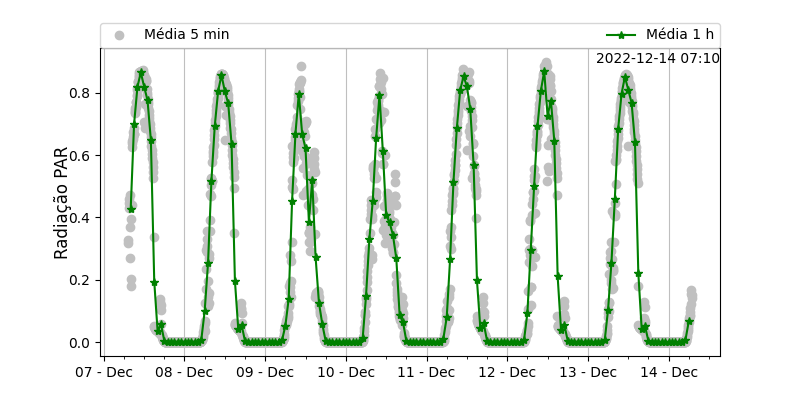 Média 5 min
Média 1 h
2022-12-14 07:10
Radiação PAR
0.8
0.6
0.4
0.2
0.0
07 - Dec
08 - Dec
09 - Dec
10 - Dec
11 - Dec
12 - Dec
13 - Dec
14 - Dec